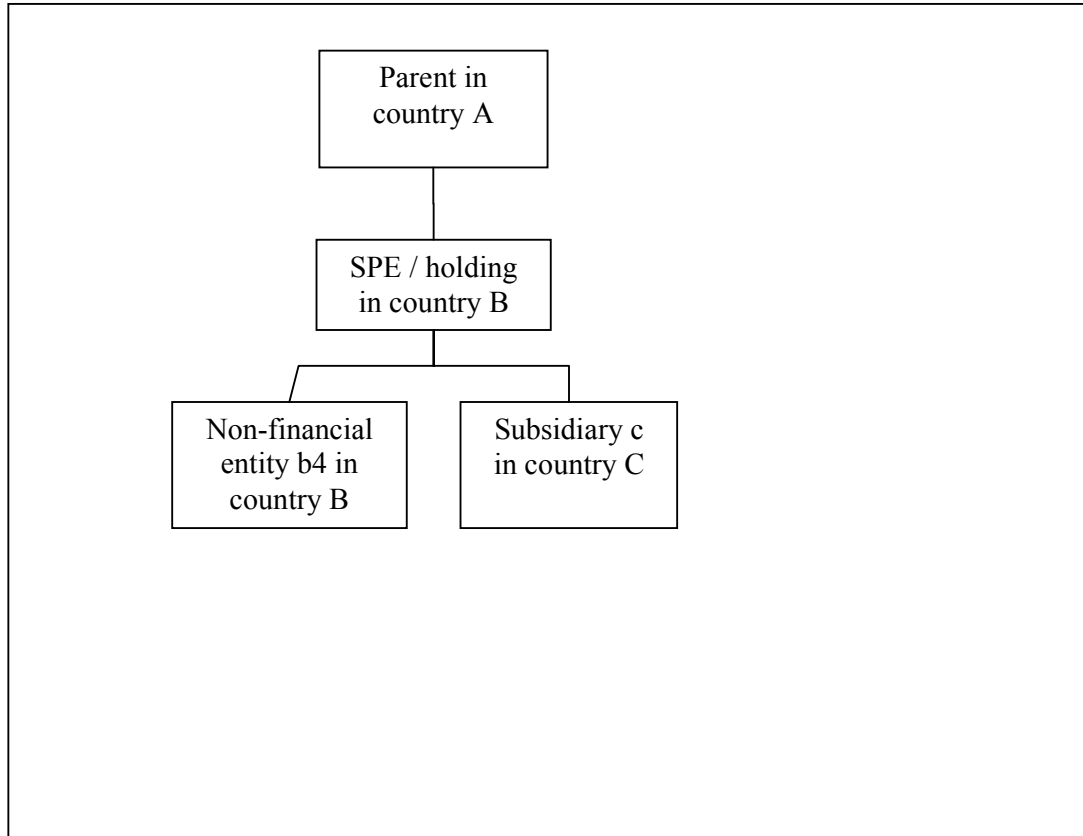 Parent in
country A
SPE / holding
in country B
Non-financial
entity b4 in
country B
Subsidiary c
in country C